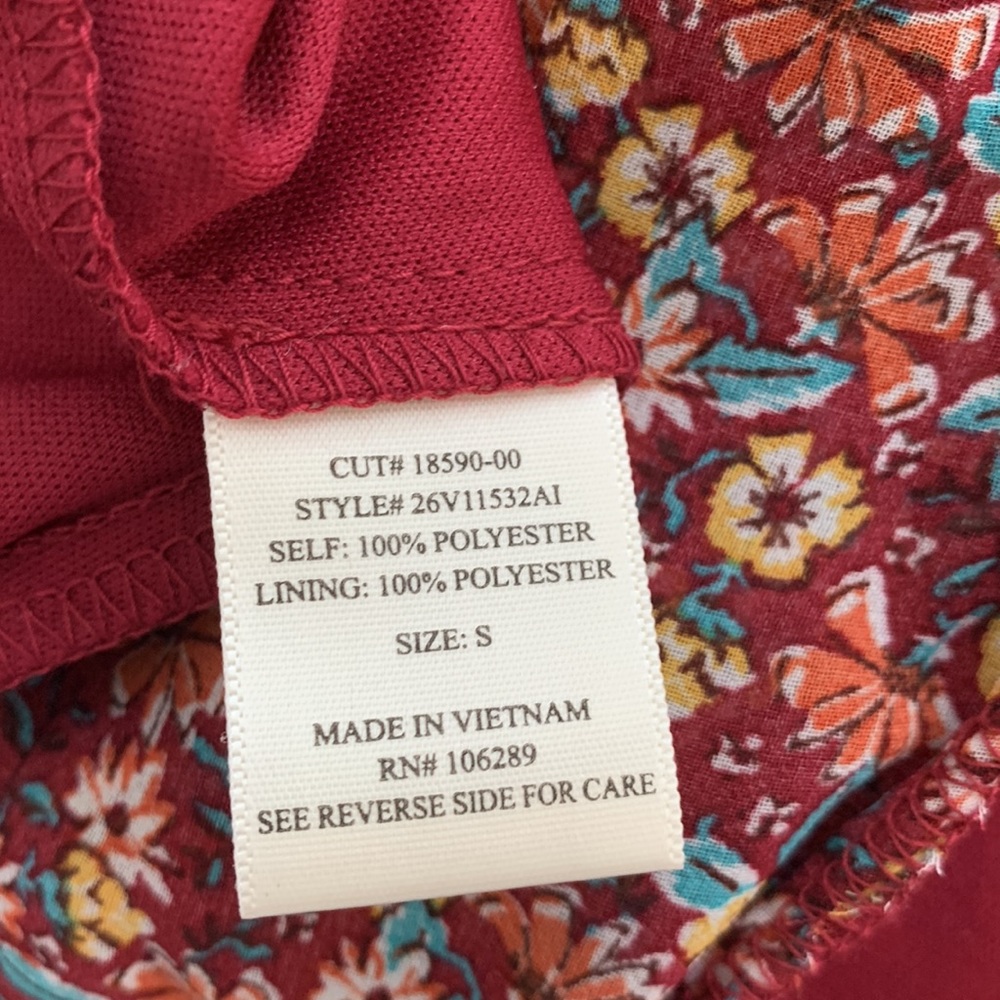 CUT# 18590-00
STYLE# 26V11532AI
SELF: 100% POLYESTER
LINING: 100% POLYESTER
SIZE: S
MADE IN VIETNAM
RN# 106289
SEE REVERSE SIDE FOR CARE